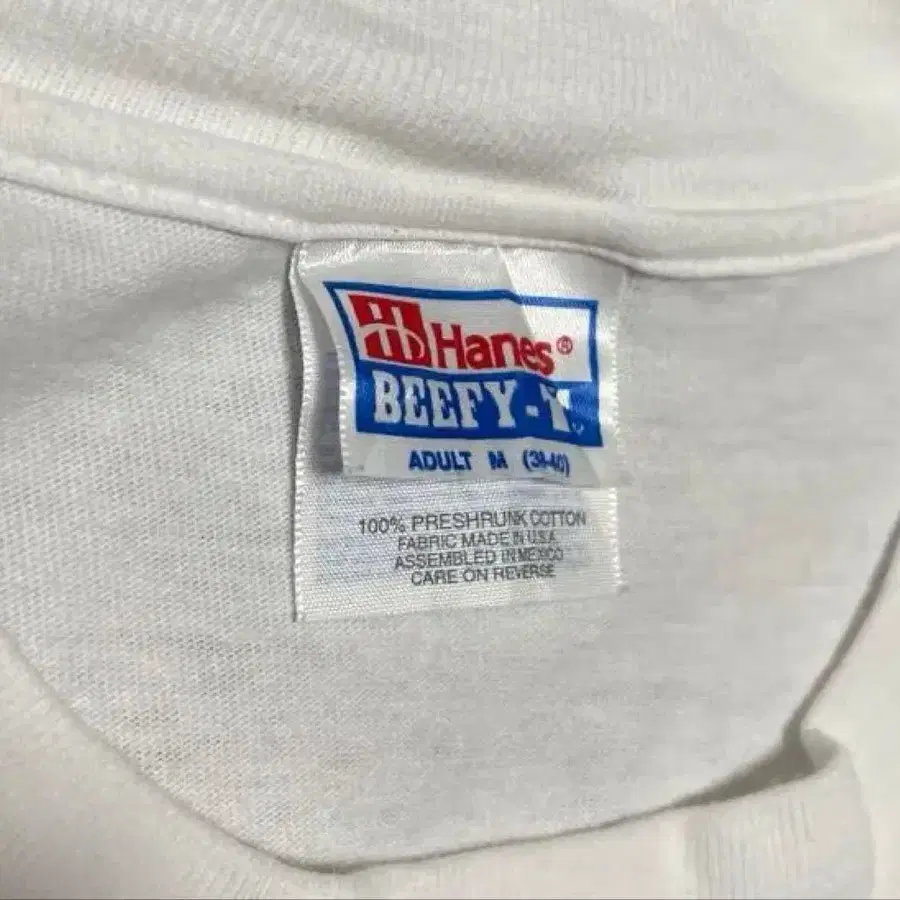 Hanes®
BEEFY-T
ADULT M (38-40)
100% PRESHRUNK COTTON
FABRIC MADE IN U.S.A.
ASSEMBLED IN MEXICO
CARE ON REVERSE